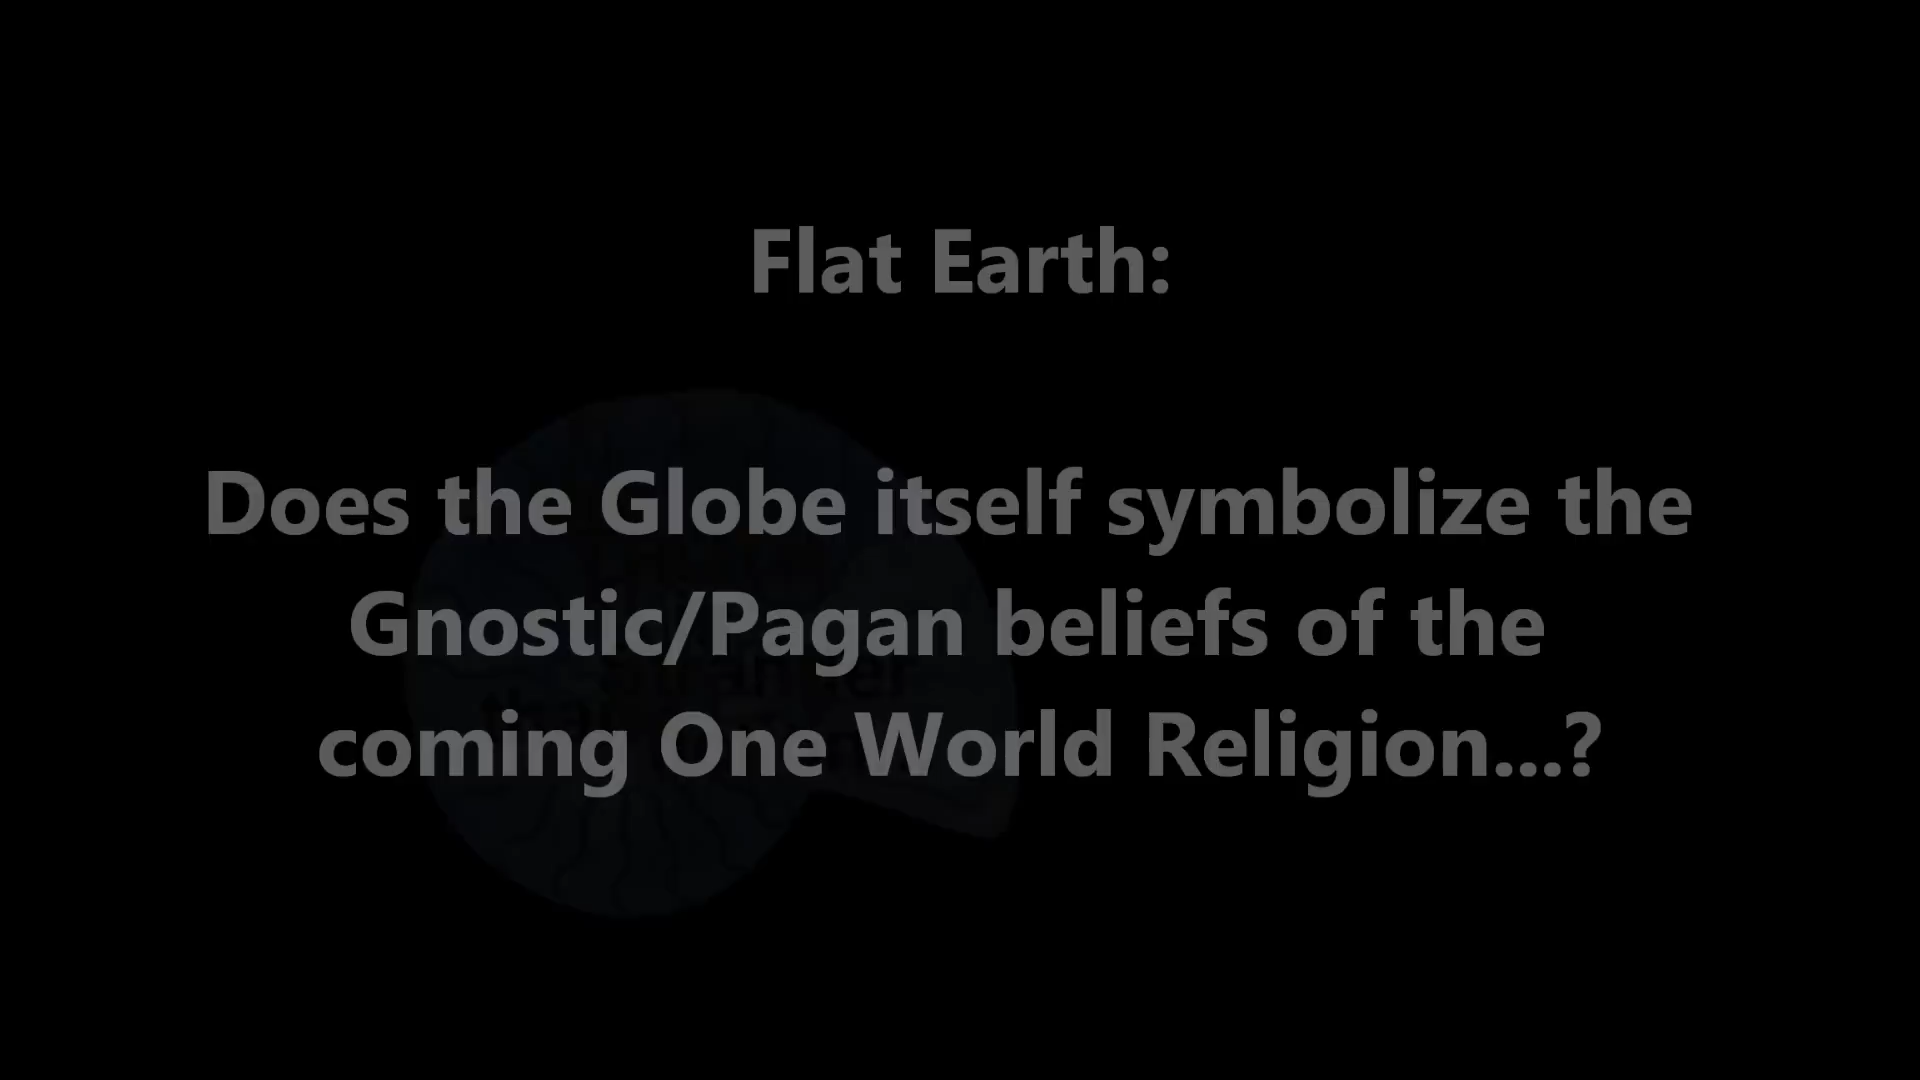 Flat Earth:
Does the Globe itself symbolize the
Gnostic/Pagan beliefs of the
coming One World Religion...?